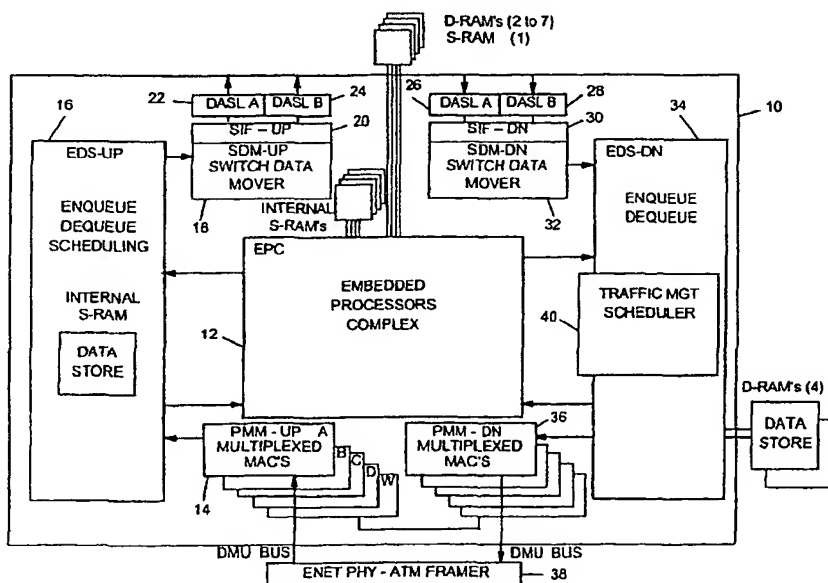 D-RAM's (2 to 7)
S-RAM (1)
16
22
DASL A
DASL B
24
26
DASL A
DASL B
28
34
10
SIF - UP
20
SIF - DN
30
EDS-UP
SDM-UP
SWITCH DATA
MOVER
18
SDM-DN
SWITCH DATA
MOVER
32
EDS-DN
ENQUEUE
DEQUEUE
SCHEDULING
INTERNAL
S-RAM's
ENQUEUE
DEQUEUE
EPC
EMBEDDED
PROCESSORS
COMPLEX
12
INTERNAL
S-RAM
DATA
STORE
TRAFFIC MGT
SCHEDULER
40
D-RAM's (4)
DATA
STORE
PMM - UP A
MULTIPLEXED
MAC'S
B
C
D
W
14
PMM - DN
MULTIPLEXED
MAC'S
36
DMU BUS
DMU BUS
ENET PHY - ATM FRAMER
38